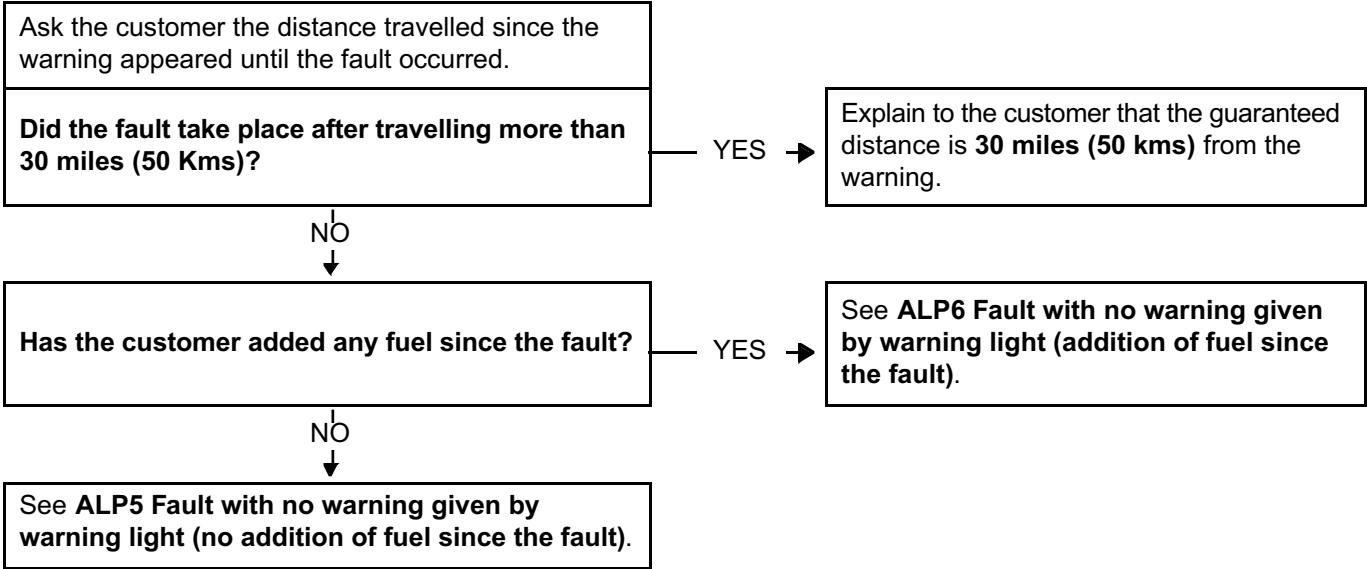 Ask the customer the distance travelled since the
warning appeared until the fault occurred.
Did the fault take place after travelling more than
30 miles (50 Kms)?
YES
Explain to the customer that the guaranteed
distance is 30 miles (50 kms) from the
warning.
NO
Has the customer added any fuel since the fault?
YES
See ALP6 Fault with no warning given
by warning light (addition of fuel since
the fault).
NO
See ALP5 Fault with no warning given by
warning light (no addition of fuel since the fault).